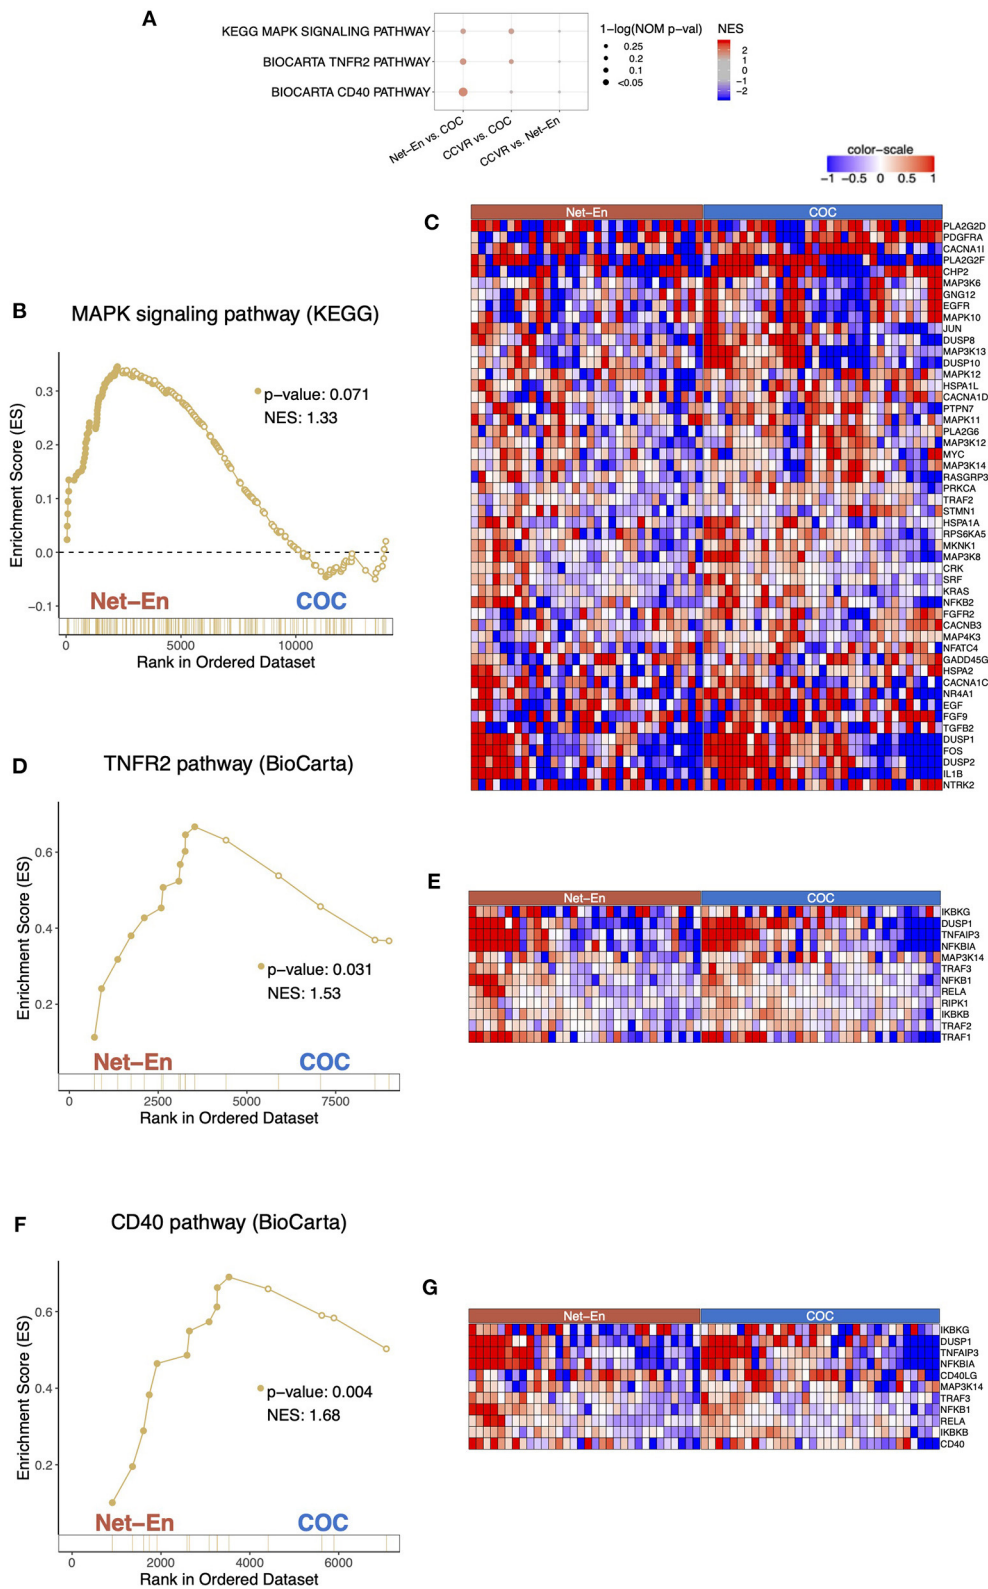 A
KEGG MAPK SIGNALING PATHWAY
BIOCARTA TNFR2 PATHWAY
BIOCARTA CD40 PATHWAY
Net−En vs. COC
CCVR vs. COC
CCVR vs. Net−En
1−log(NOM p−val)
0.25
0.2
0.1
<0.05
NES
2
1
0
−1
−2
color−scale
−1 −0.5 0 0.5 1
B
MAPK signaling pathway (KEGG)
Enrichment Score (ES)
0.3
0.2
0.1
0.0
−0.1
p−value: 0.071
NES: 1.33
Net−En COC
0 5000 10000
Rank in Ordered Dataset
C
Net−En COC
PLA2G2D
PDGFRA
CACNA1I
PLA2G2F
CHP2
MAP3K6
GNG12
EGFR
MAPK10
JUN
DUSP8
MAP3K13
DUSP10
MAPK12
HSPA1L
CACNA1D
PTPN7
MAPK11
PLA2G6
MAP3K12
MYC
MAP3K14
RASGRP3
PRKCA
TRAF2
STMN1
HSPA1A
RPS6KA5
MKNK1
MAP3K8
CRK
SRF
KRAS
NFKB2
FGFR2
CACNB3
MAP4K3
NFATC4
GADD45G
HSPA2
CACNA1C
NR4A1
EGF
FGF9
TGFB2
DUSP1
FOS
DUSP2
IL1B
NTRK2
D
TNFR2 pathway (BioCarta)
Enrichment Score (ES)
0.6
0.4
0.2
p−value: 0.031
NES: 1.53
Net−En COC
0 2500 5000 7500
Rank in Ordered Dataset
E
Net−En COC
IKBKG
DUSP1
TNFAIP3
NFKBIA
MAP3K14
TRAF3
NFKB1
RELA
RIPK1
IKBKB
TRAF2
TRAF1
F
CD40 pathway (BioCarta)
Enrichment Score (ES)
0.6
0.4
0.2
p−value: 0.004
NES: 1.68
Net−En COC
0 2000 4000 6000
Rank in Ordered Dataset
G
Net−En COC
IKBKG
DUSP1
TNFAIP3
NFKBIA
CD40LG
MAP3K14
TRAF3
NFKB1
RELA
IKBKB
CD40